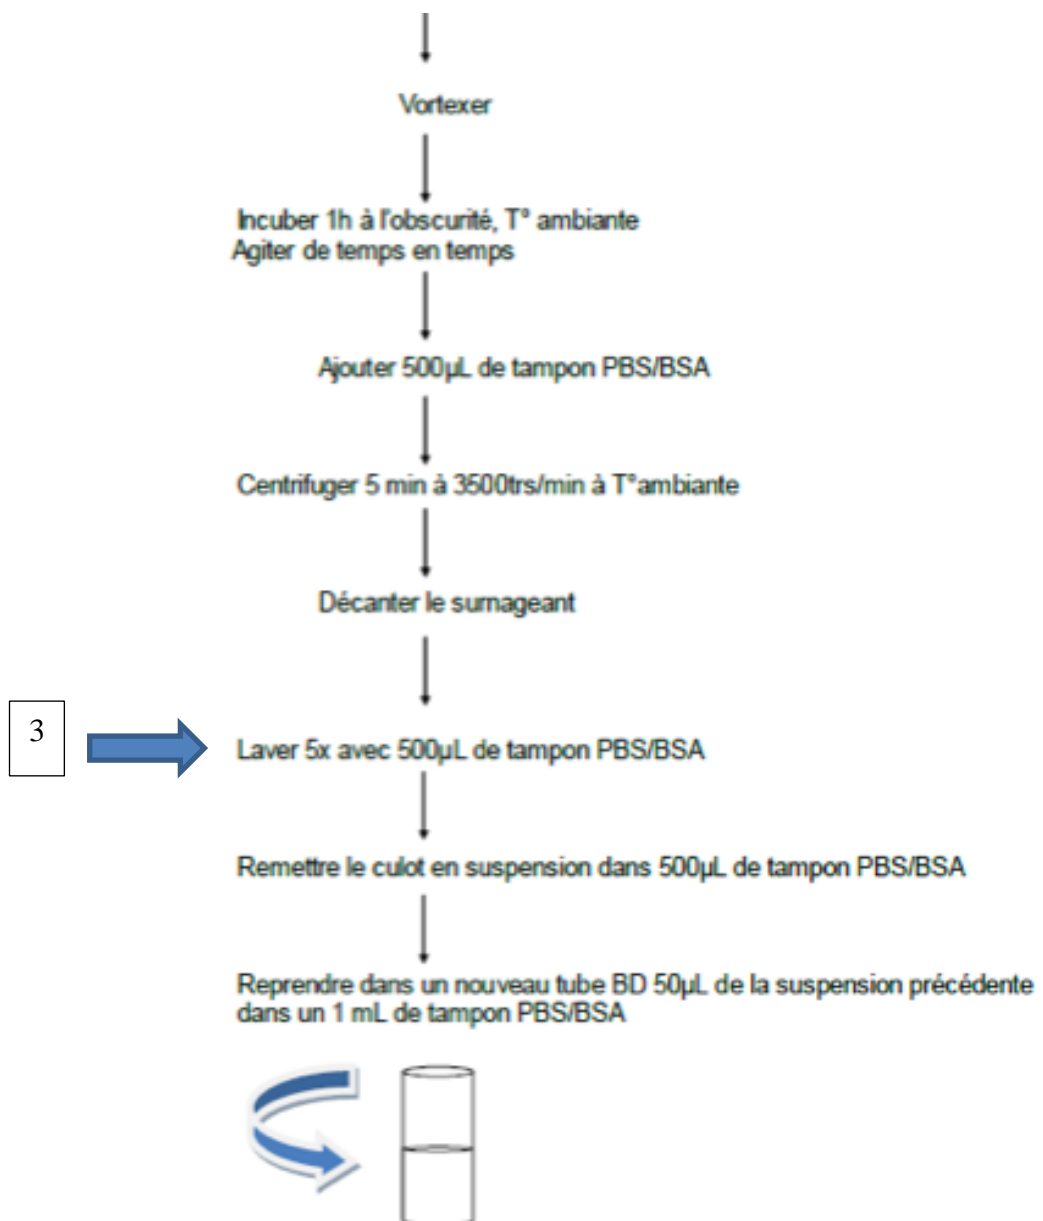 Vortexer
Incuber 1h à l'obscurité, T° ambiante
Agiter de temps en temps
Ajouter 500µL de tampon PBS/BSA
Centrifuger 5 min à 3500trs/min à T°ambiante
Décanter le surnageant
3
Laver 5x avec 500µL de tampon PBS/BSA
Remettre le culot en suspension dans 500µL de tampon PBS/BSA
Reprendre dans un nouveau tube BD 50µL de la suspension précédente
dans un 1 mL de tampon PBS/BSA